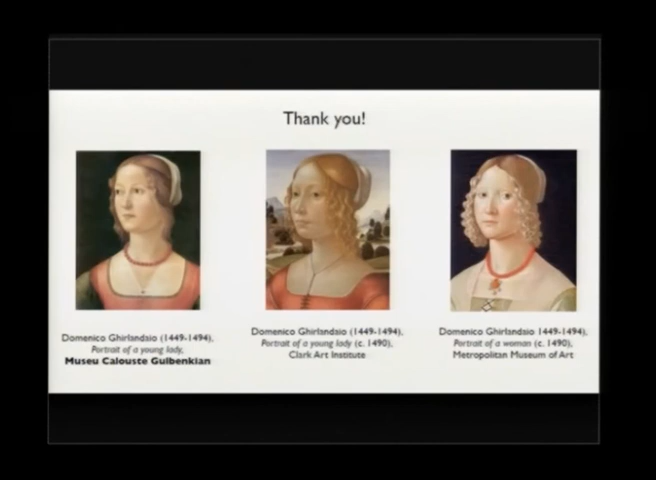 Thank you!
Domenico Ghirlandaio (1449-1494),
Portrait of a young lady,
Museu Calouste Gulbenkian
Domenico Ghirlandaio (1449-1494),
Portrait of a young lady (c. 1490),
Clark Art Institute
Domenico Ghirlandaio 1449-1494),
Portrait of a woman (c. 1490),
Metropolitan Museum of Art